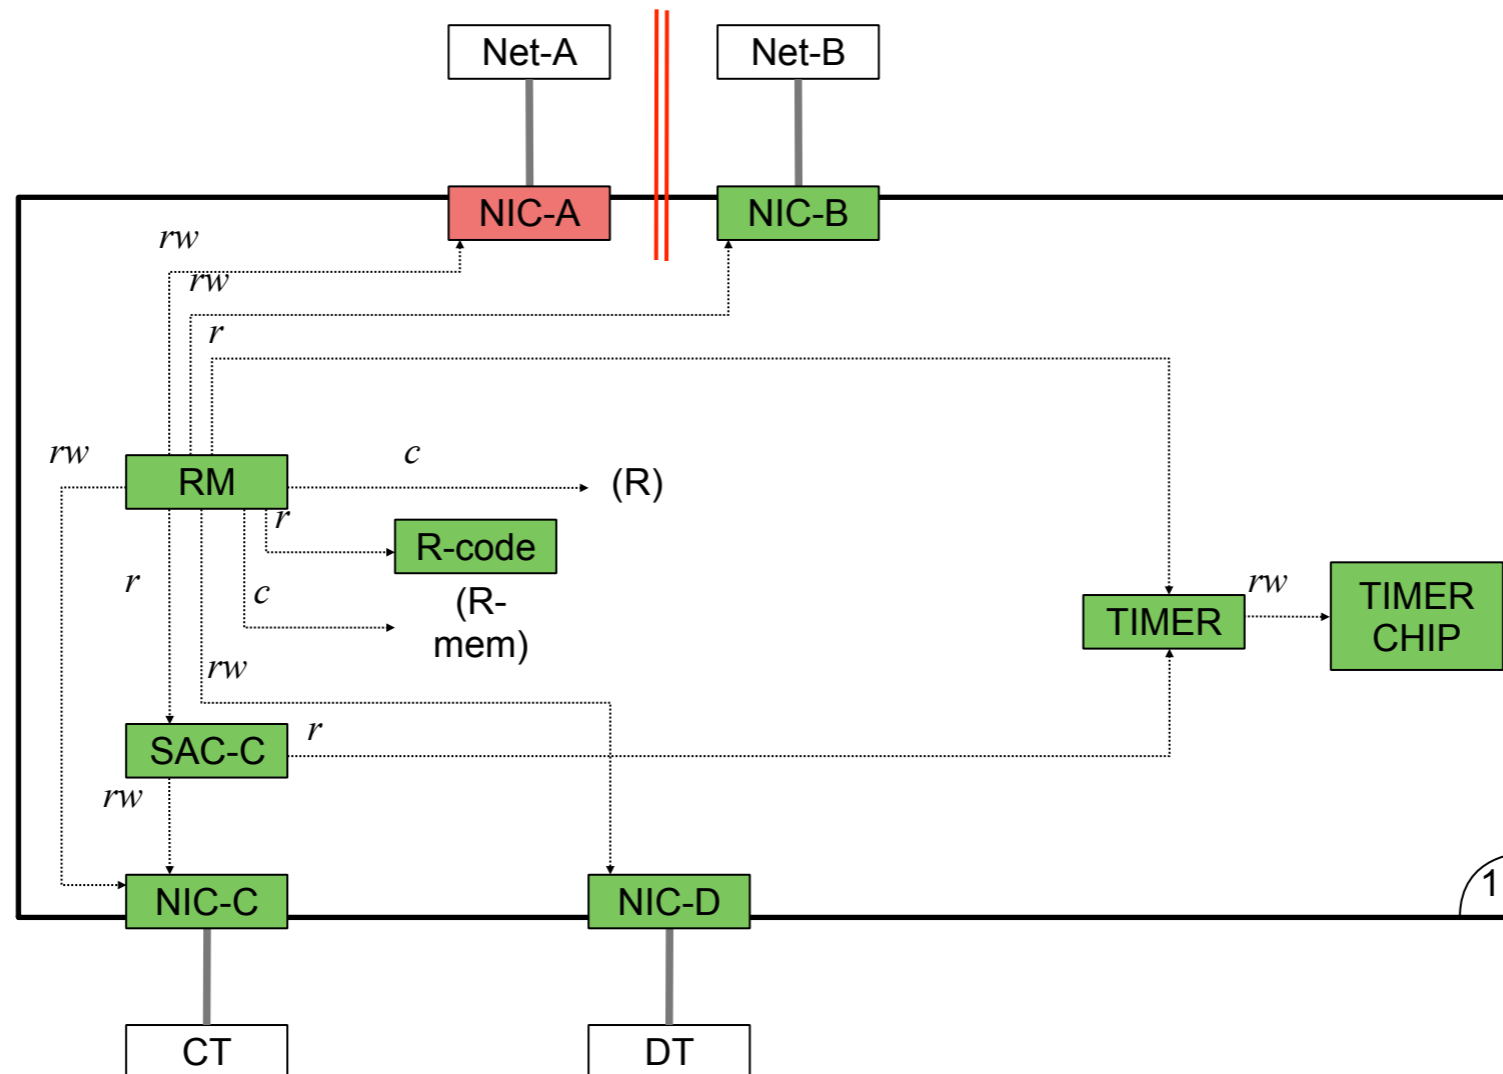 Net-A
Net-B
NIC-A
NIC-B
rw
rw
r
rw
c
RM
(R)
r
R-code
r
c
(R-
mem)
rw
TIMER
CHIP
TIMER
rw
SAC-C
r
rw
NIC-C
NIC-D
1
CT
DT